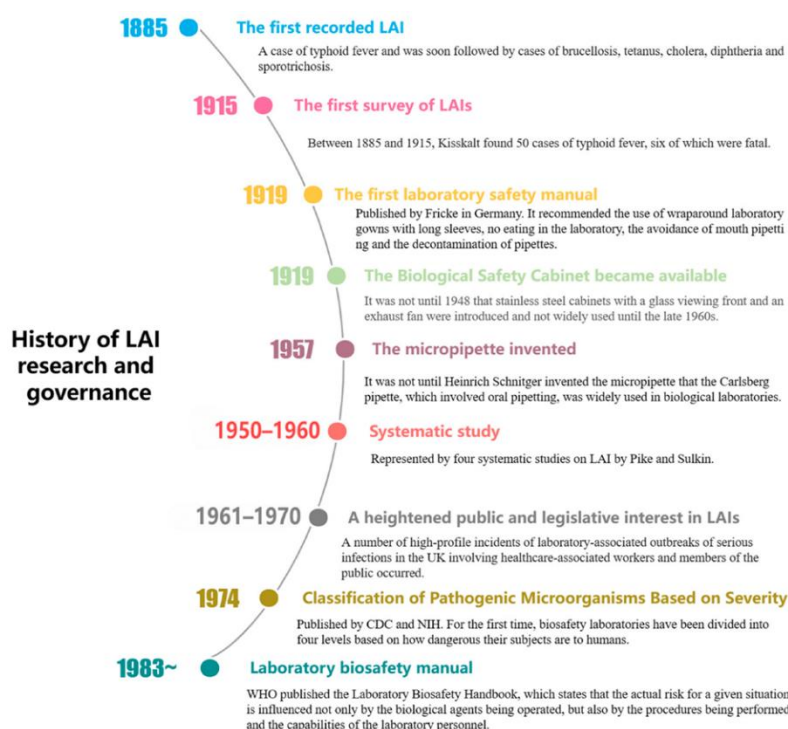 1885 The first recorded LAI
A case of typhoid fever and was soon followed by cases of brucellosis, tetanus, cholera, diphtheria and
sporotrichosis.
1915 The first survey of LAIs
Between 1885 and 1915, Kisskalt found 50 cases of typhoid fever, six of which were fatal.
1919 The first laboratory safety manual
Published by Fricke in Germany. It recommended the use of wraparound laboratory
gowns with long sleeves, no eating in the laboratory, the avoidance of mouth pipetti
ng and the decontamination of pipettes.
1919 The Biological Safety Cabinet became available
It was not until 1948 that stainless steel cabinets with a glass viewing front and an
exhaust fan were introduced and not widely used until the late 1960s.
History of LAI
research and
governance
1957 The micropipette invented
It was not until Heinrich Schnitger invented the micropipette that the Carlsberg
pipette, which involved oral pipetting, was widely used in biological laboratories.
1950–1960 Systematic study
Represented by four systematic studies on LAI by Pike and Sulkin.
1961–1970 A heightened public and legislative interest in LAIs
A number of high-profile incidents of laboratory-associated outbreaks of serious
infections in the UK involving healthcare-associated workers and members of the
public occurred.
1974 Classification of Pathogenic Microorganisms Based on Severity
Published by CDC and NIH. For the first time, biosafety laboratories have been divided into
four levels based on how dangerous their subjects are to humans.
1983~ Laboratory biosafety manual
WHO published the Laboratory Biosafety Handbook, which states that the actual risk for a given situation
is influenced not only by the biological agents being operated, but also by the procedures being performed
and the capabilities of the laboratory personnel.